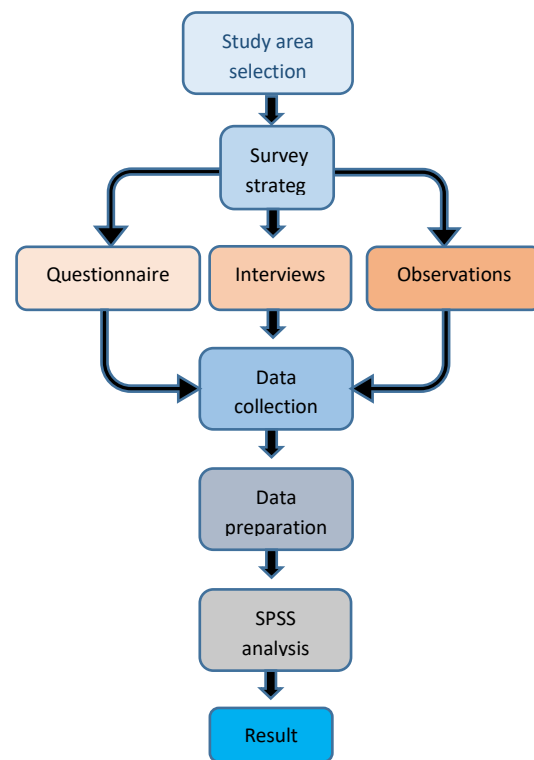 Study area
selection
Survey
strateg
Questionnaire
Interviews
Observations
Data
collection
Data
preparation
SPSS
analysis
Result